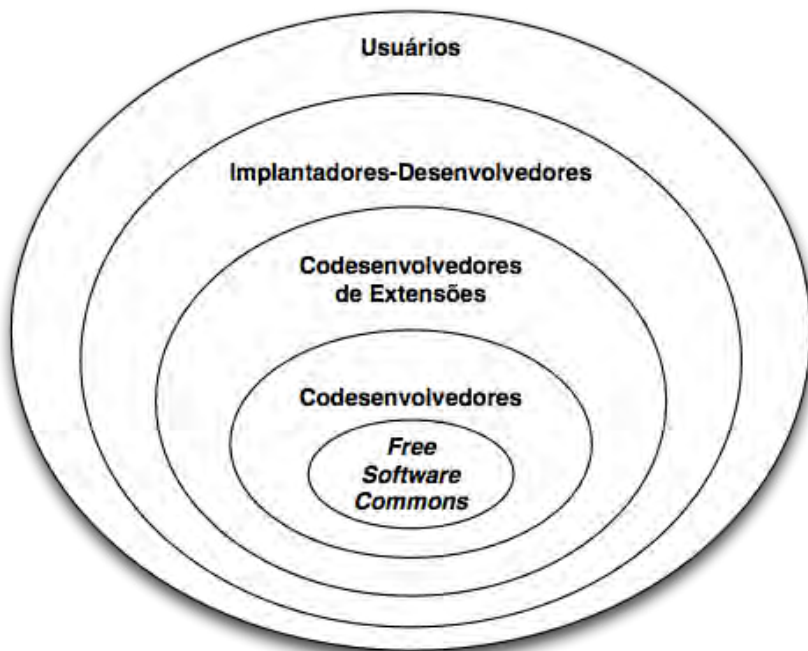 Usuários
Implantadores-Desenvolvedores
Codesenvolvedores
de Extensões
Codesenvolvedores
Free
Software
Commons